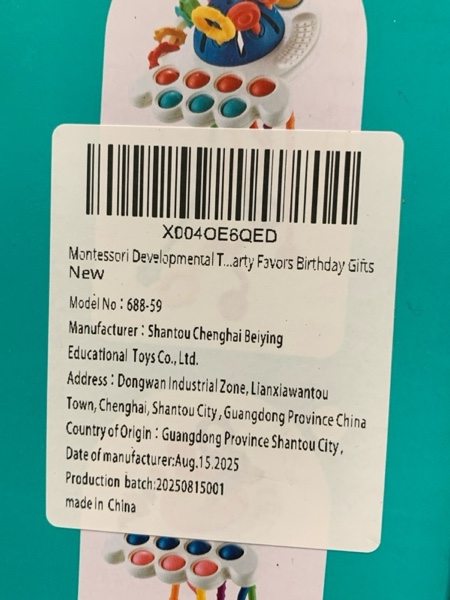 X004OE6QED
Montessori Developmental T...arty Favors Birthday Gifts
New
Model No：688-59
Manufacturer：Shantou Chenghai Beiying
Educational Toys Co., Ltd.
Address：Dongwan Industrial Zone, Lianxiawantou
Town, Chenghai, Shantou City, Guangdong Province China
Country of Origin：Guangdong Province Shantou City,
Date of manufacturer:Aug.15.2025
Production batch:20250815001
made in China